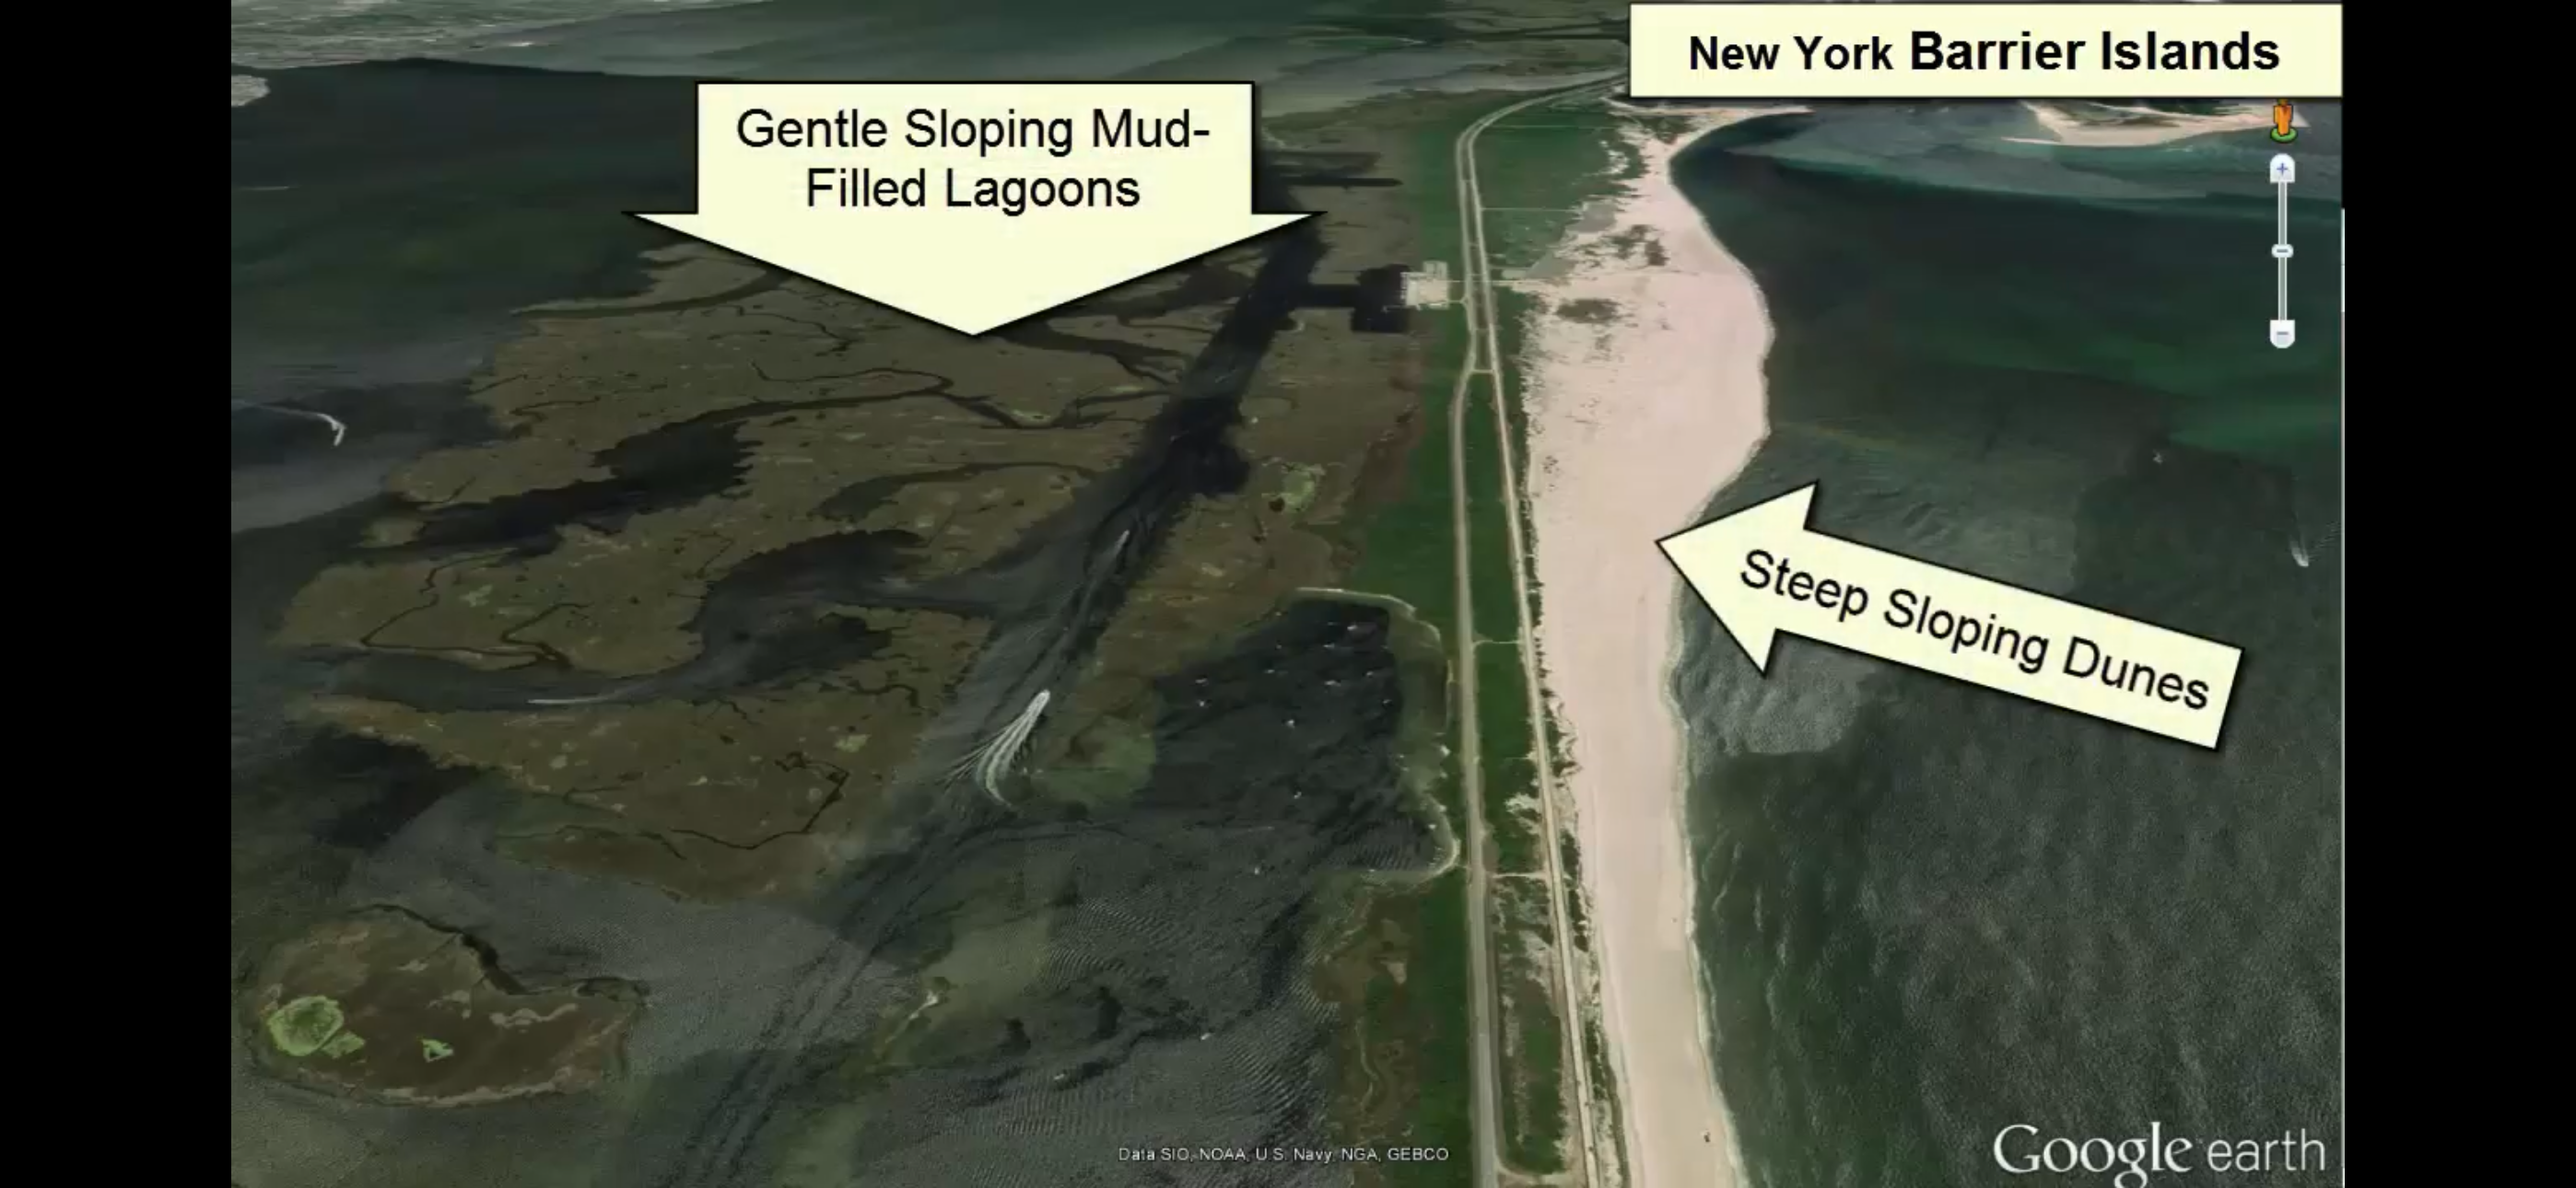 New York Barrier Islands
Gentle Sloping Mud-
Filled Lagoons
Steep Sloping Dunes
Data SIO, NOAA, U.S. Navy, NGA, GEBCO
Google earth